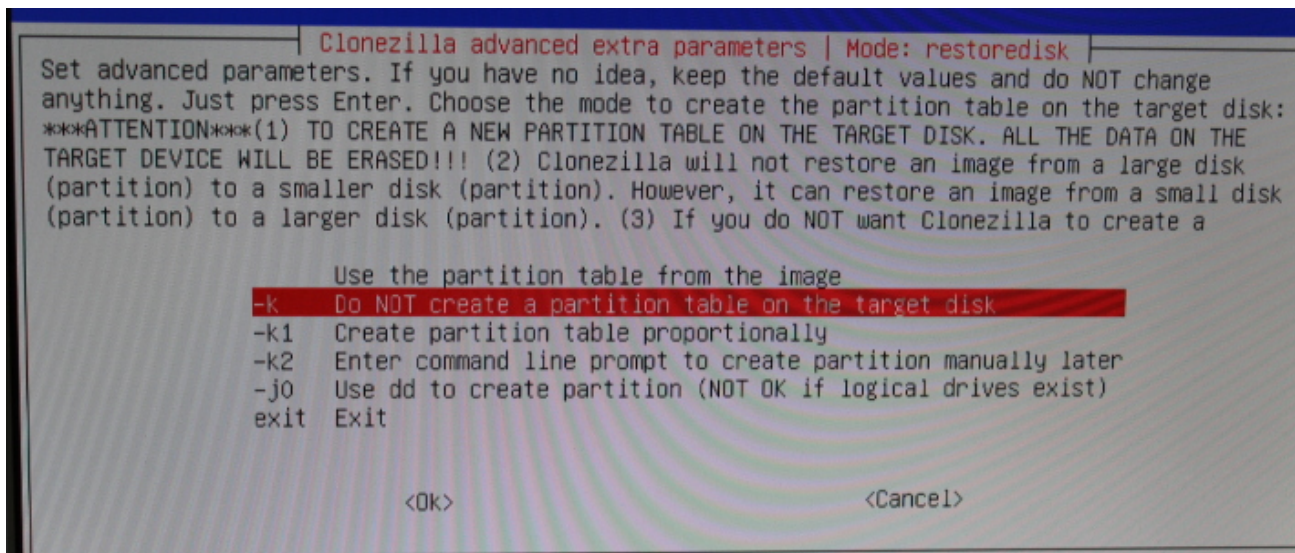 Clonezilla advanced extra parameters | Mode: restoredisk
Set advanced parameters. If you have no idea, keep the default values and do NOT change
anything. Just press Enter. Choose the mode to create the partition table on the target disk:
***ATTENTION***(1) TO CREATE A NEW PARTITION TABLE ON THE TARGET DISK. ALL THE DATA ON THE
TARGET DEVICE WILL BE ERASED!!! (2) Clonezilla will not restore an image from a large disk
(partition) to a smaller disk (partition). However, it can restore an image from a small disk
(partition) to a larger disk (partition). (3) If you do NOT want Clonezilla to create a
Use the partition table from the image
-k Do NOT create a partition table on the target disk
-k1 Create partition table proportionally
-k2 Enter command line prompt to create partition manually later
-j0 Use dd to create partition (NOT OK if logical drives exist)
exit Exit
<Ok> <Cancel>